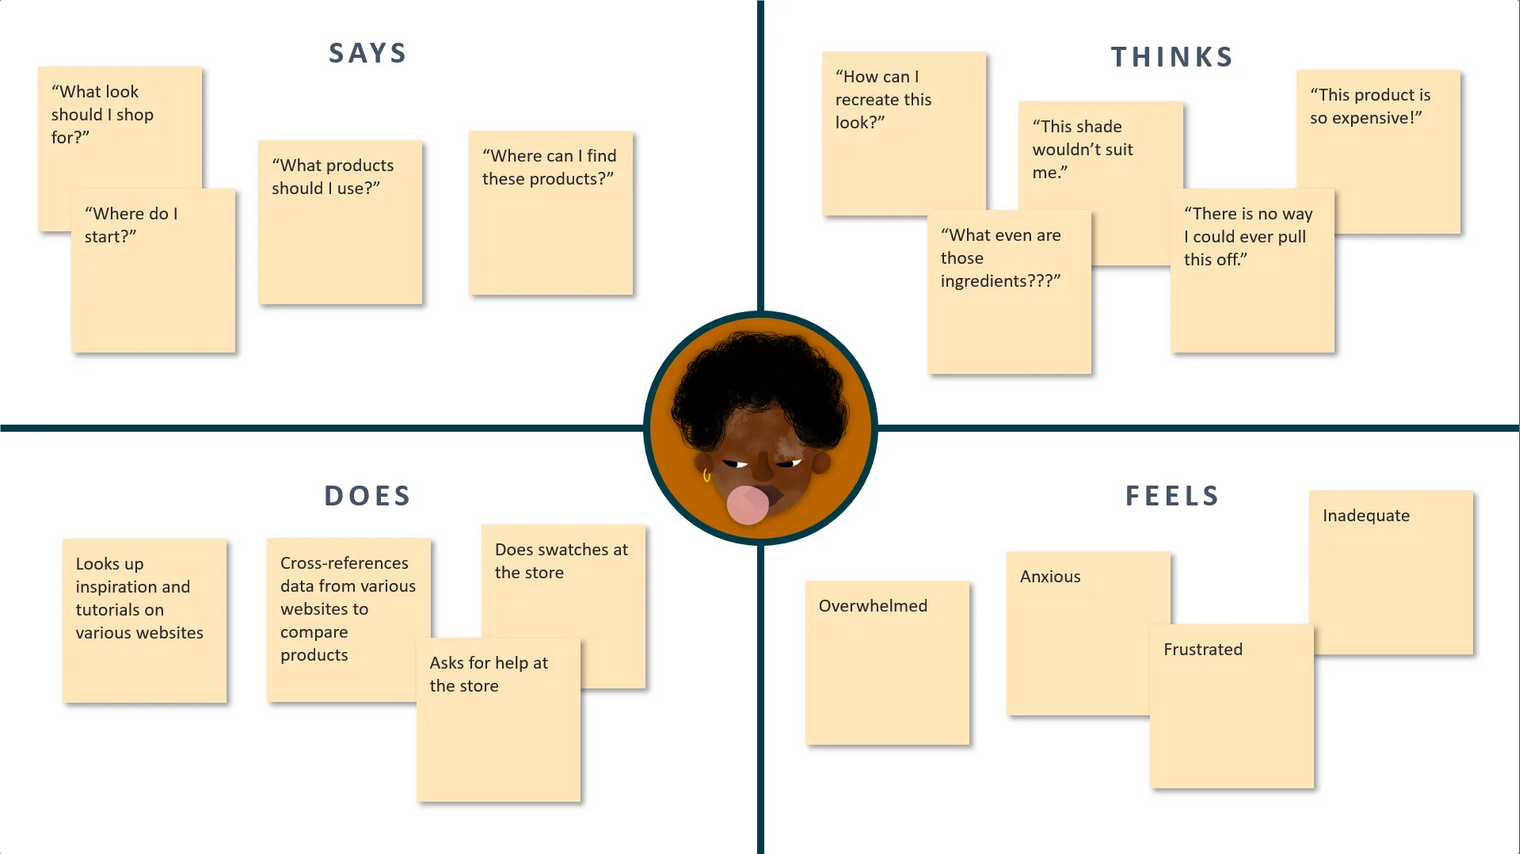 SAYS
“What look
should I shop
for?”
“Where do I
start?”
“What products
should I use?”
“Where can I find
these products?”
THINKS
“How can I
recreate this
look?”
“What even are
those
ingredients???”
“This shade
wouldn’t suit
me.”
“There is no way
I could ever pull
this off.”
“This product is
so expensive!”
DOES
Looks up
inspiration and
tutorials on
various websites
Cross-references
data from various
websites to
compare
products
Does swatches at
the store
Asks for help at
the store
FEELS
Overwhelmed
Anxious
Frustrated
Inadequate